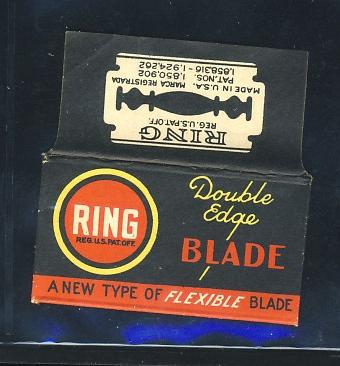 MADE IN U.S.A. MARCA REGISTRADA
PAT. NOS. 1,850,902
1,858,316 - 1,924,262
REG. U.S. PAT. OFF.
RING
RING
REG. U.S. PAT. OFF.
Double
Edge
BLADE
A NEW TYPE OF FLEXIBLE BLADE